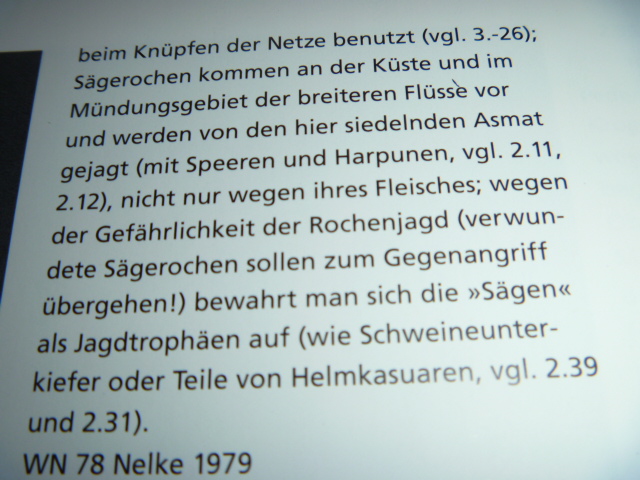 beim Knüpfen der Netze benutzt (vgl. 3.-26);
Sägerochen kommen an der Küste und im
Mündungsgebiet der breiteren Flüsse vor
und werden von den hier siedelnden Asmat
gejagt (mit Speeren und Harpunen, vgl. 2.11,
2.12), nicht nur wegen ihres Fleisches; wegen
der Gefährlichkeit der Rochenjagd (verwun-
dete Sägerochen sollen zum Gegenangriff
übergehen!) bewahrt man sich die »Sägen«
als Jagdtrophäen auf (wie Schweineunter-
kiefer oder Teile von Helmkasuaren, vgl. 2.39
und 2.31).
WN 78 Nelke 1979